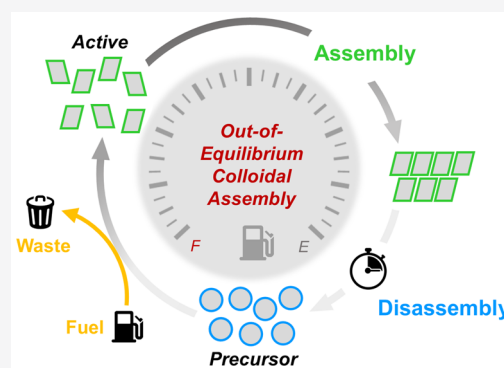 Active
Assembly
Out-of-
Equilibrium
Colloidal
Assembly
F
E
Waste
Fuel
Disassembly
Precursor